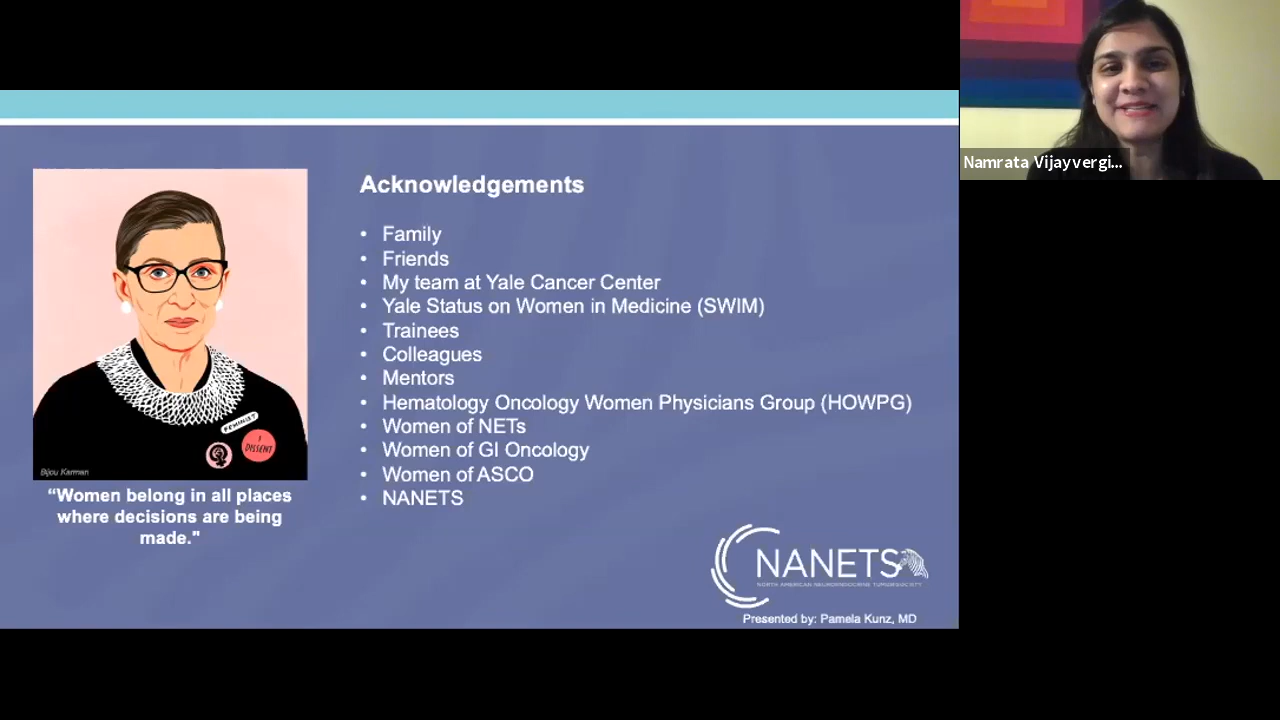 Acknowledgements
• Family
• Friends
• My team at Yale Cancer Center
• Yale Status on Women in Medicine (SWIM)
• Trainees
• Colleagues
• Mentors
• Hematology Oncology Women Physicians Group (HOWPG)
• Women of NETs
• Women of GI Oncology
• Women of ASCO
• NANETS
FEMINIST
I
DISSENT
Bijou Karman
“Women belong in all places
where decisions are being
made."
NANETS
NORTH AMERICAN NEUROENDOCRINE TUMOR SOCIETY
Presented by: Pamela Kunz, MD
Namrata Vijayvergi...